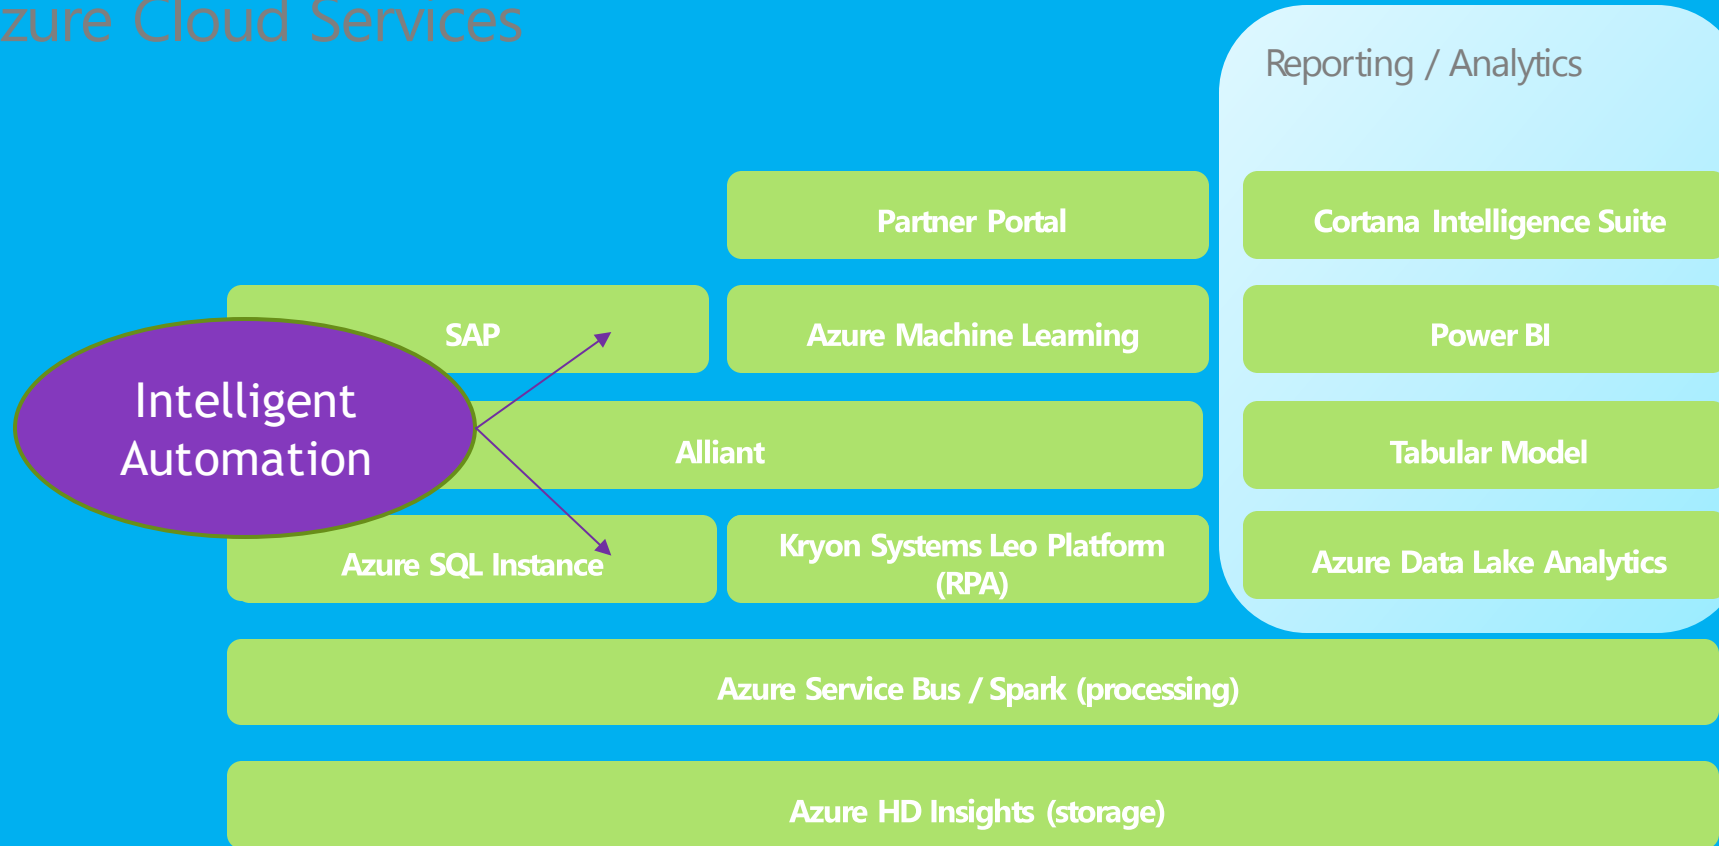 zure Cloud Services
Reporting / Analytics
Partner Portal
Cortana Intelligence Suite
SAP
Azure Machine Learning
Power BI
Intelligent
Automation
Alliant
Tabular Model
Azure SQL Instance
Kryon Systems Leo Platform
(RPA)
Azure Data Lake Analytics
Azure Service Bus / Spark (processing)
Azure HD Insights (storage)